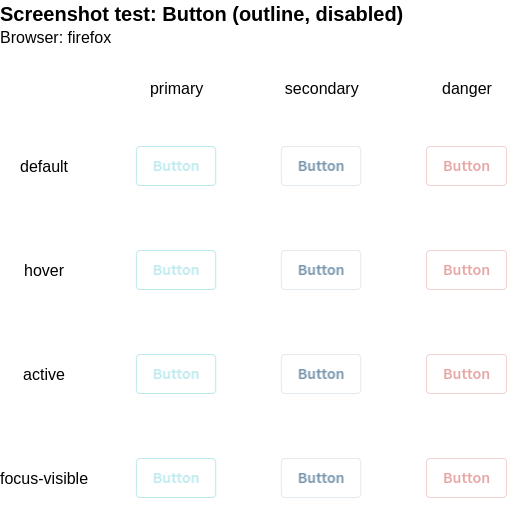 Screenshot test: Button (outline, disabled)
Browser: firefox
primary secondary danger
default Button Button Button
hover Button Button Button
active Button Button Button
focus-visible Button Button Button